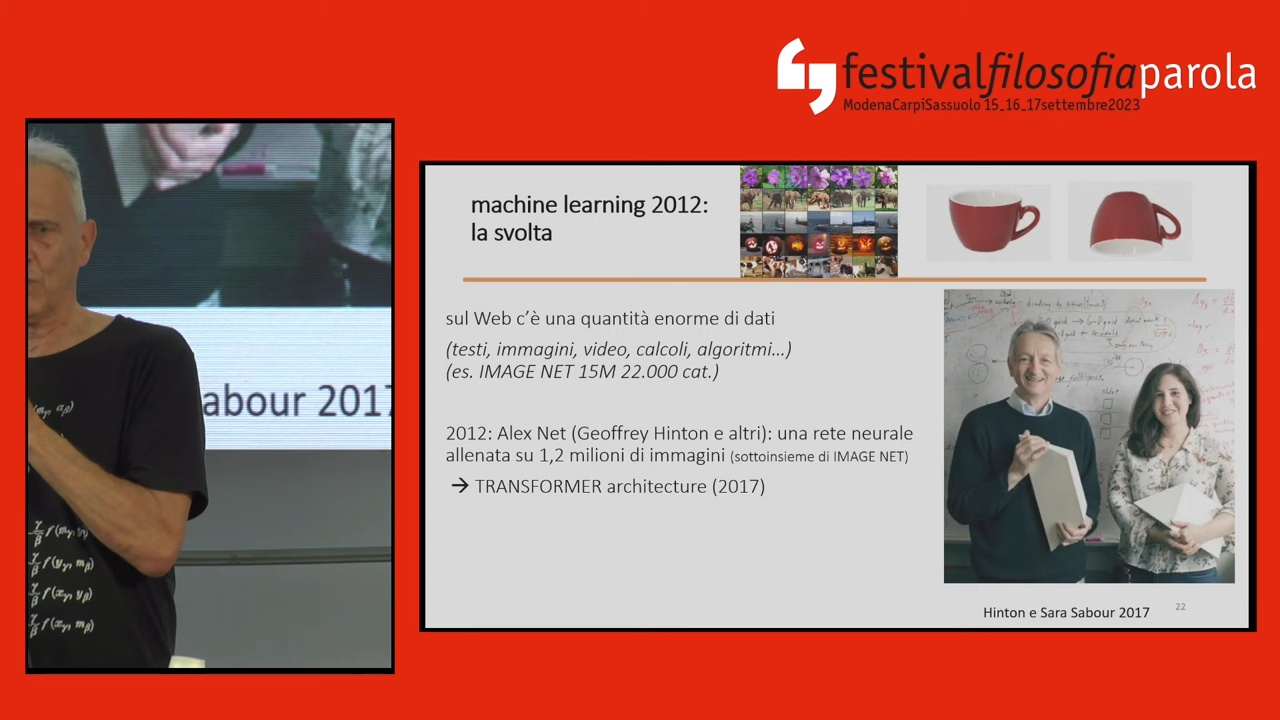 festivalfilosofiaparola
ModenaCarpiSassuolo 15_16_17settembre2023
machine learning 2012:
la svolta
sul Web c'è una quantità enorme di dati
(testi, immagini, video, calcoli, algoritmi...)
(es. IMAGE NET 15M 22.000 cat.)
2012: Alex Net (Geoffrey Hinton e altri): una rete neurale
allenata su 1,2 milioni di immagini (sottoinsieme di IMAGE NET)
→ TRANSFORMER architecture (2017)
Hinton e Sara Sabour 2017
22
abour 2017